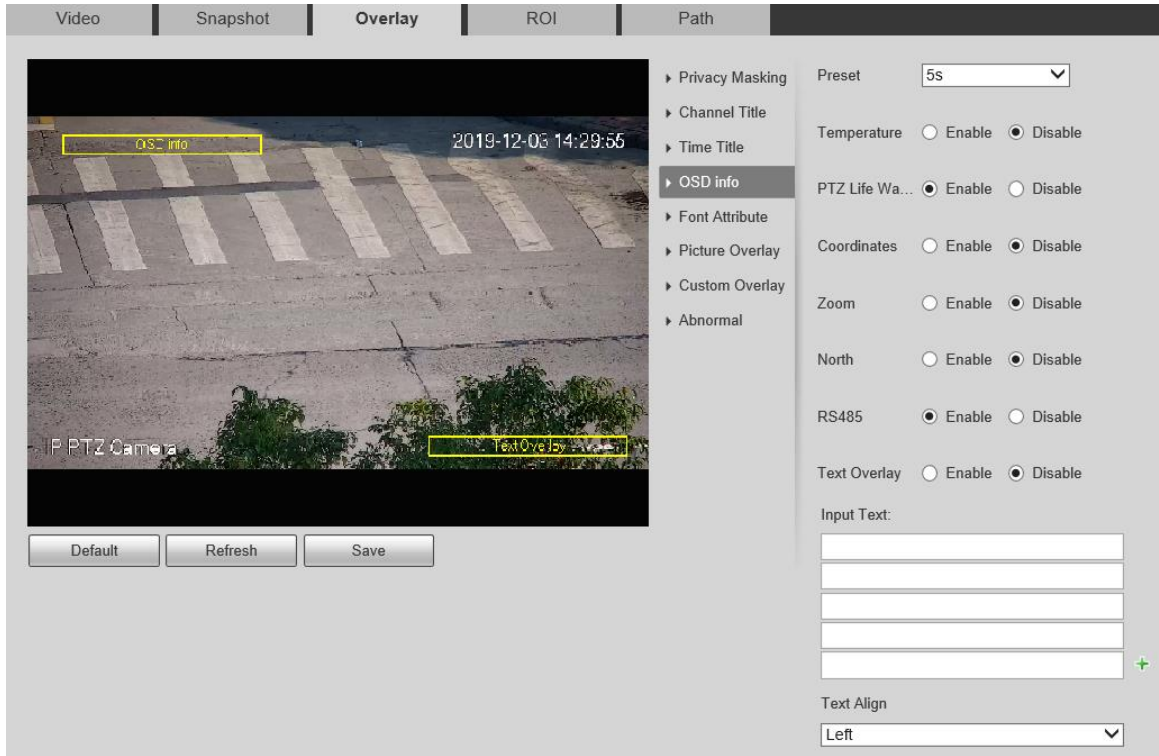 Video Snapshot Overlay ROI Path
OSD info
2019-12-03 14:29:55
IP PTZ Camera
Text Overlay
Default Refresh Save
Privacy Masking
Channel Title
Time Title
OSD info
Font Attribute
Picture Overlay
Custom Overlay
Abnormal
Preset 5s
Temperature Enable Disable
PTZ Life Wa... Enable Disable
Coordinates Enable Disable
Zoom Enable Disable
North Enable Disable
RS485 Enable Disable
Text Overlay Enable Disable
Input Text:
Text Align
Left